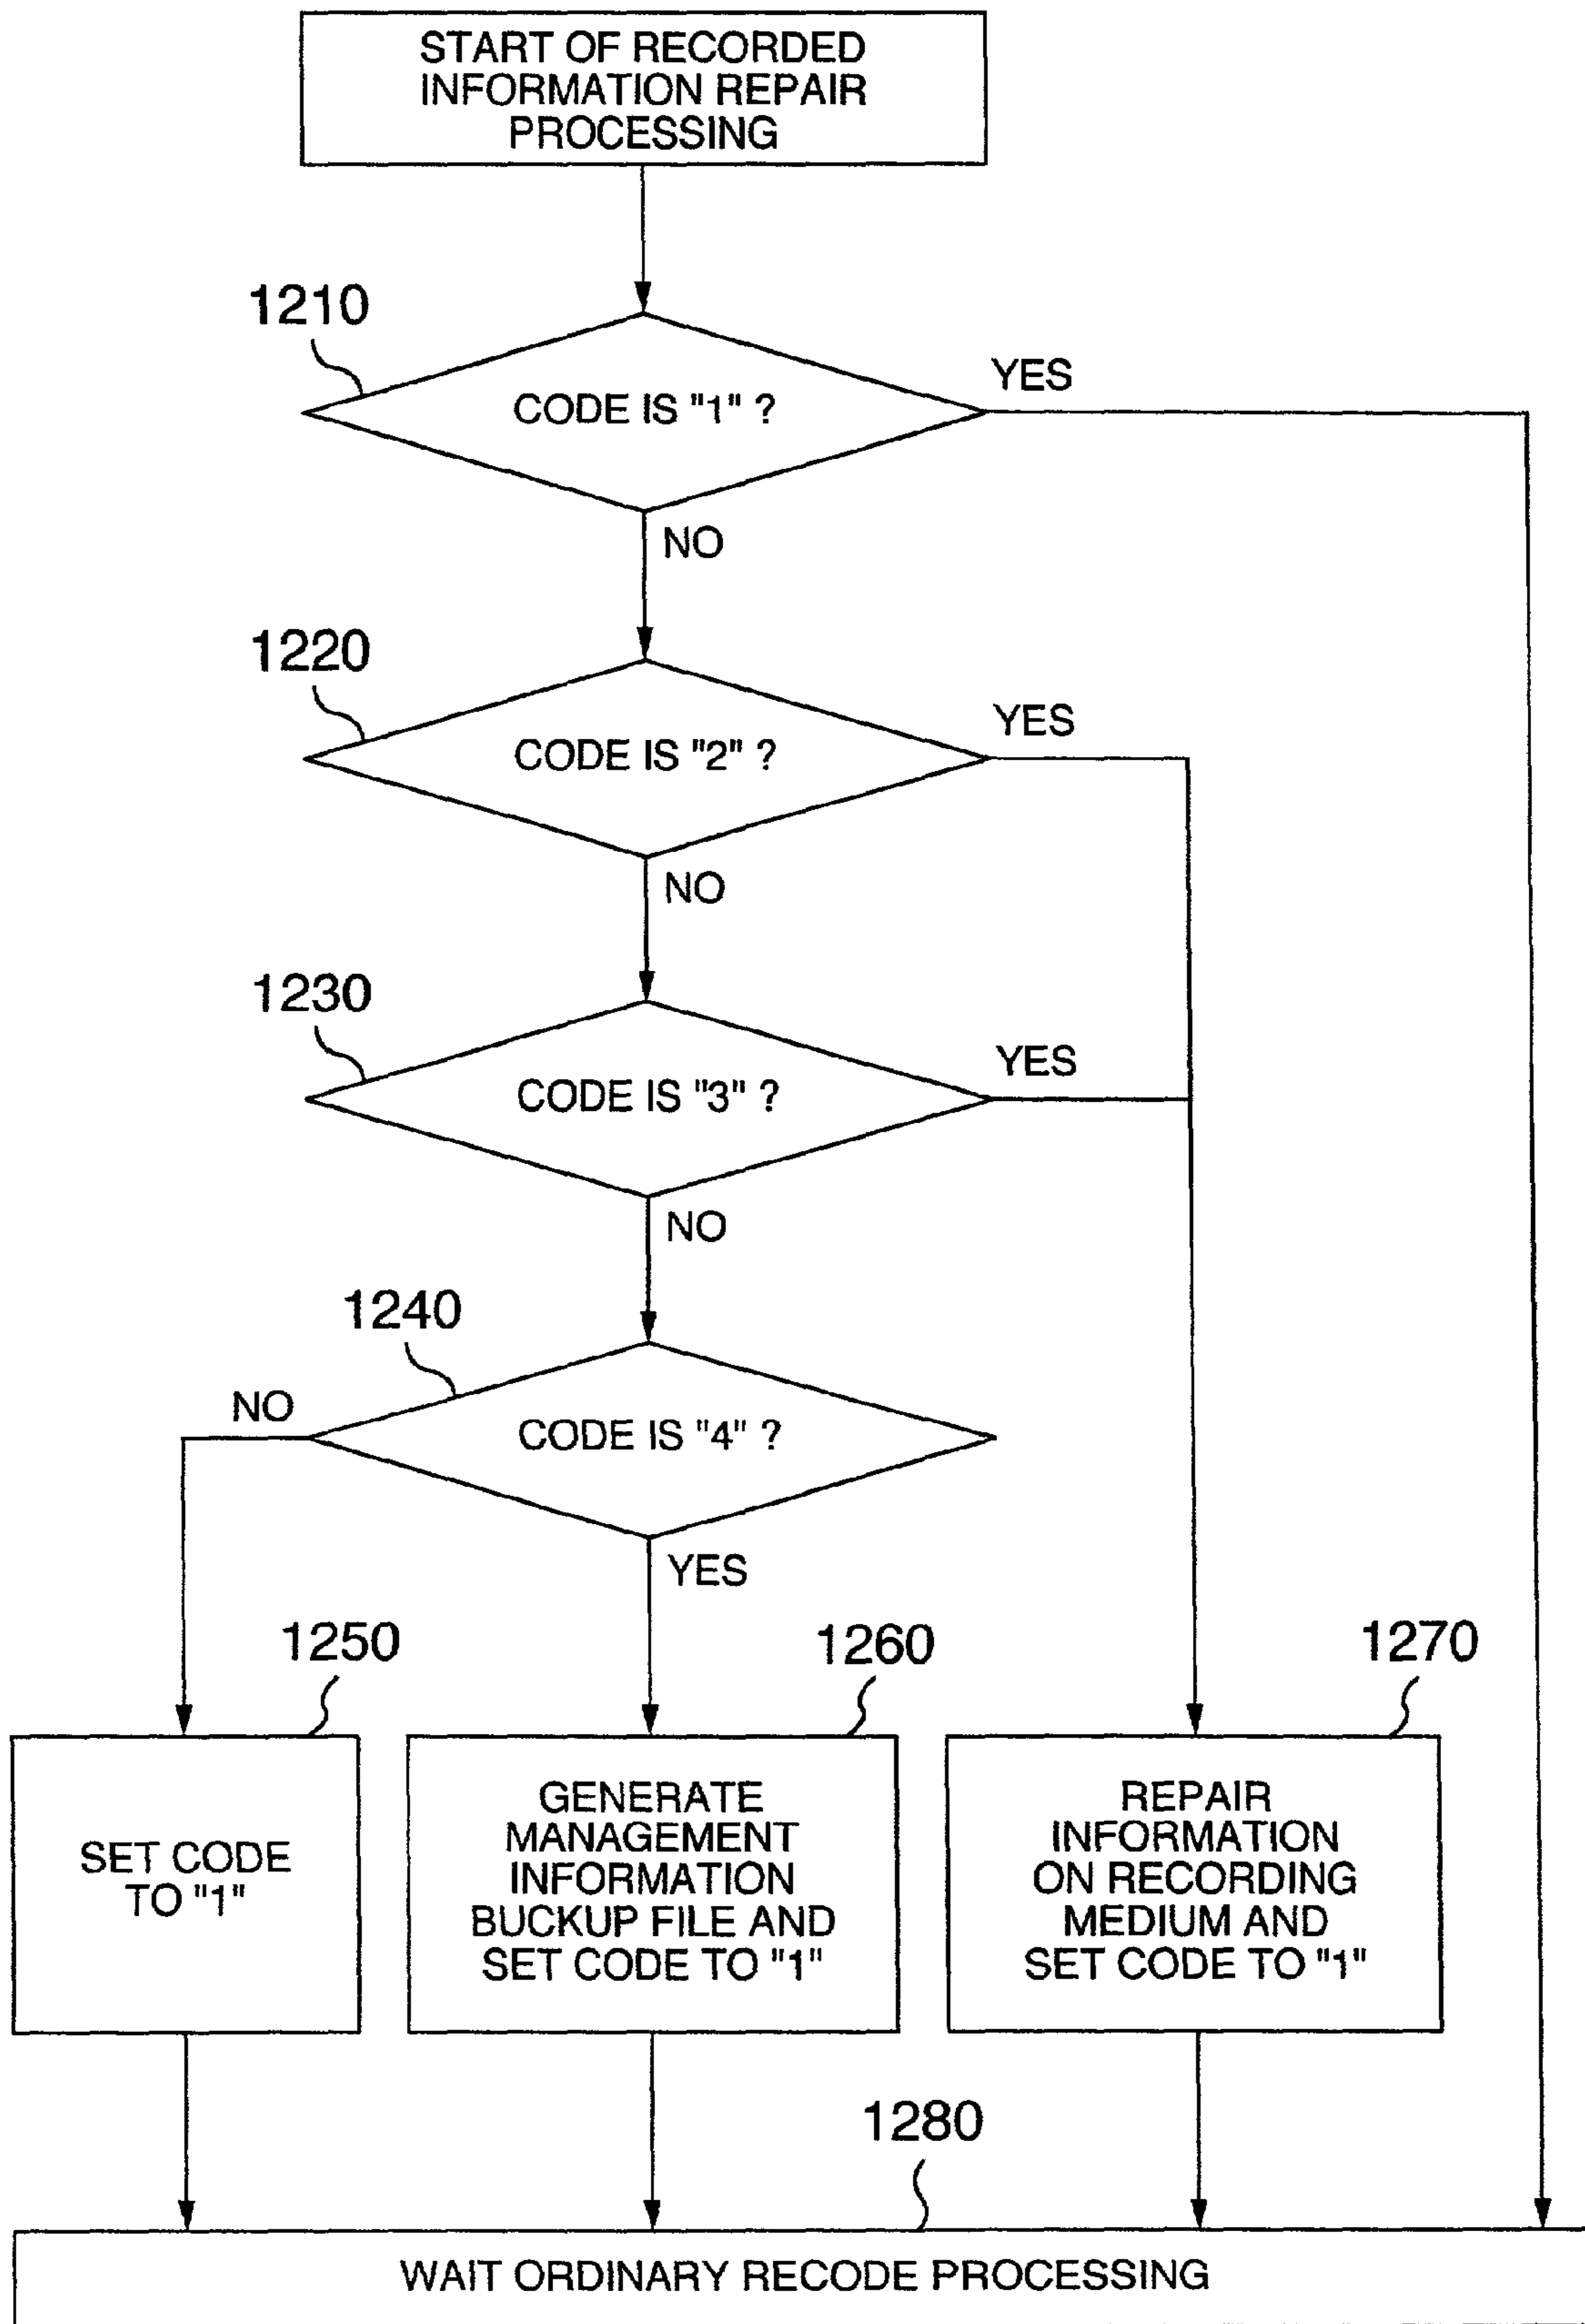 START OF RECORDED
INFORMATION REPAIR
PROCESSING
1210
YES
CODE IS "1" ?
NO
1220
YES
CODE IS "2" ?
NO
1230
YES
CODE IS "3" ?
NO
1240
NO
CODE IS "4" ?
YES
1250
1260
1270
SET CODE
TO "1"
GENERATE
MANAGEMENT
INFORMATION
BUCKUP FILE AND
SET CODE TO "1"
REPAIR
INFORMATION
ON RECORDING
MEDIUM AND
SET CODE TO "1"
1280
WAIT ORDINARY RECODE PROCESSING